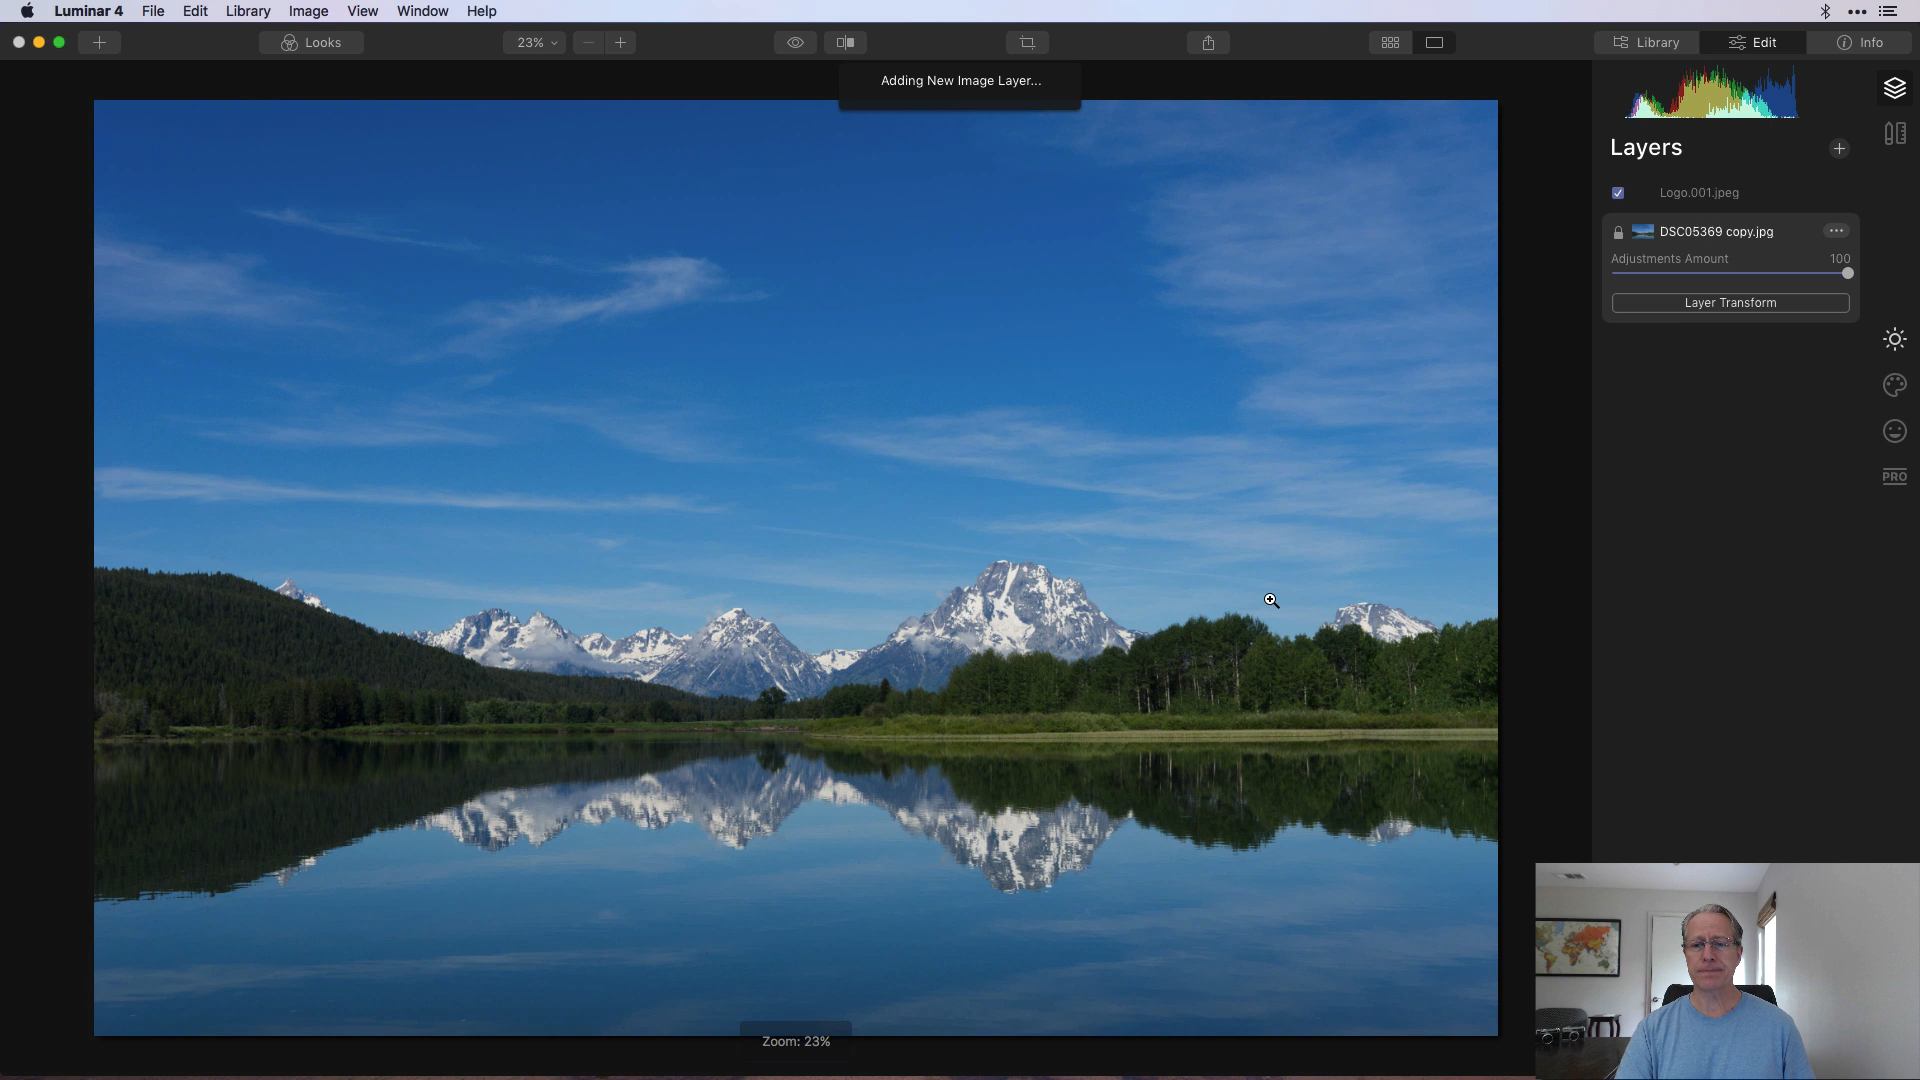 Luminar 4 File Edit Library Image View Window Help
Looks 23% Library Edit Info
Adding New Image Layer...
Layers
Logo.001.jpeg
DSC05369 copy.jpg
Adjustments Amount 100
Layer Transform
PRO
Zoom: 23%